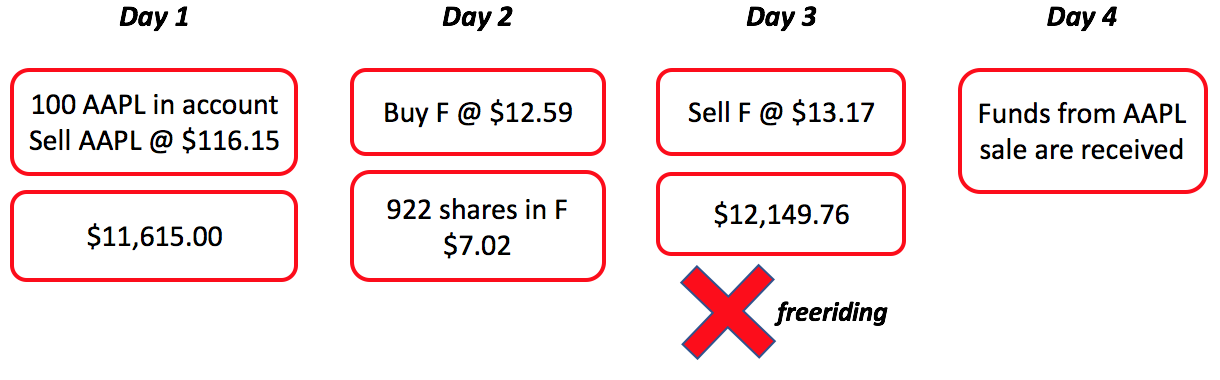 Day 1
100 AAPL in account
Sell AAPL @ $116.15
$11,615.00
Day 2
Buy F @ $12.59
922 shares in F
$7.02
Day 3
Sell F @ $13.17
$12,149.76
freeriding
Day 4
Funds from AAPL
sale are received